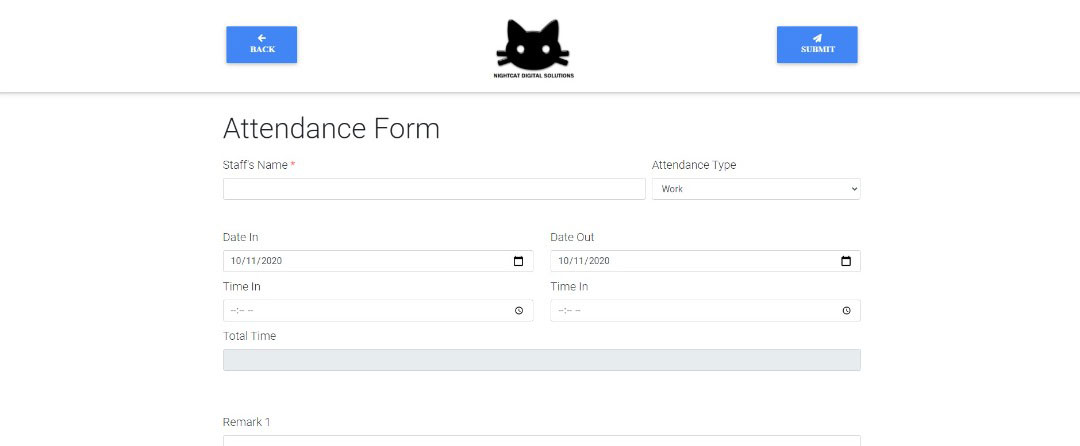 BACK
NIGHTCAT DIGITAL SOLUTIONS
SUBMIT
Attendance Form
Staff's Name *
Attendance Type
Work
Date In
Date Out
10/11/2020
10/11/2020
Time In
Time In
--:-- --
--:-- --
Total Time
Remark 1